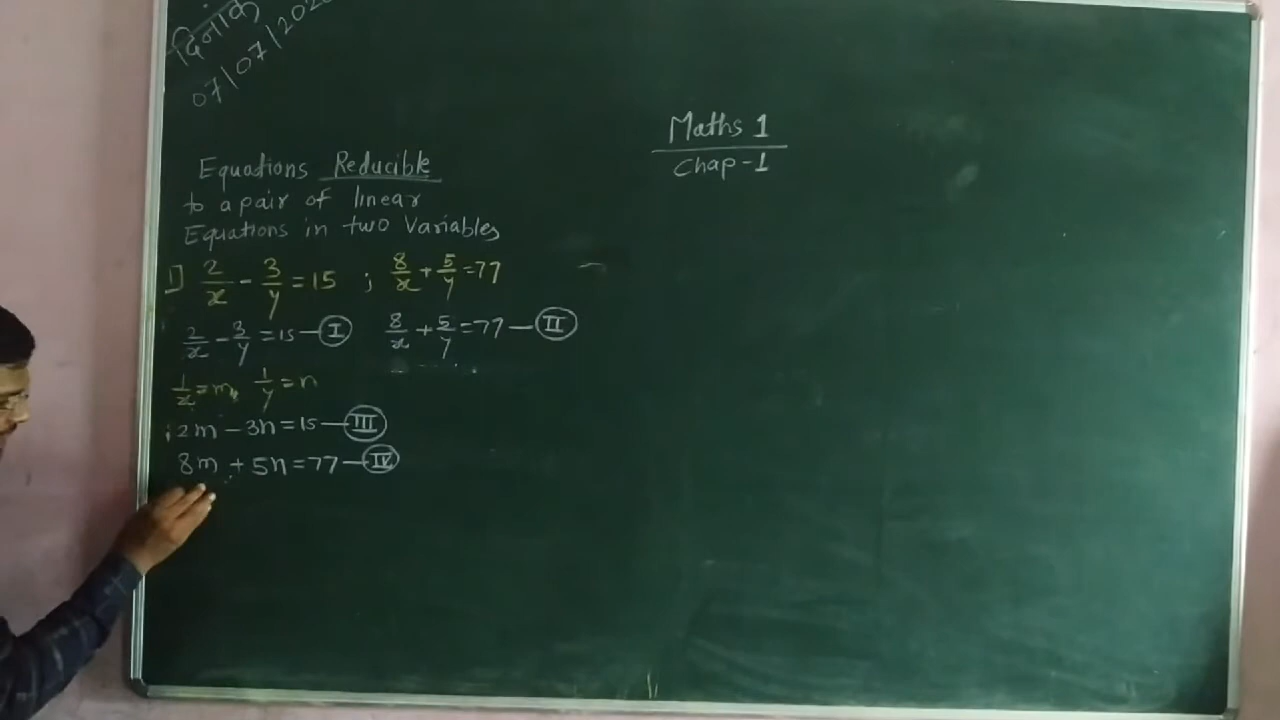 दिनांक
07/07/202
Maths 1
Chap-1
Equations Reducible
to a pair of linear
Equations in two Variables
1] 2/x - 3/y = 15 ; 8/x + 5/y = 77
2/x - 3/y = 15 — I 8/x + 5/y = 77 — II
1/x = m, 1/y = n
; 2m - 3n = 15 — III
8m + 5n = 77 — IV